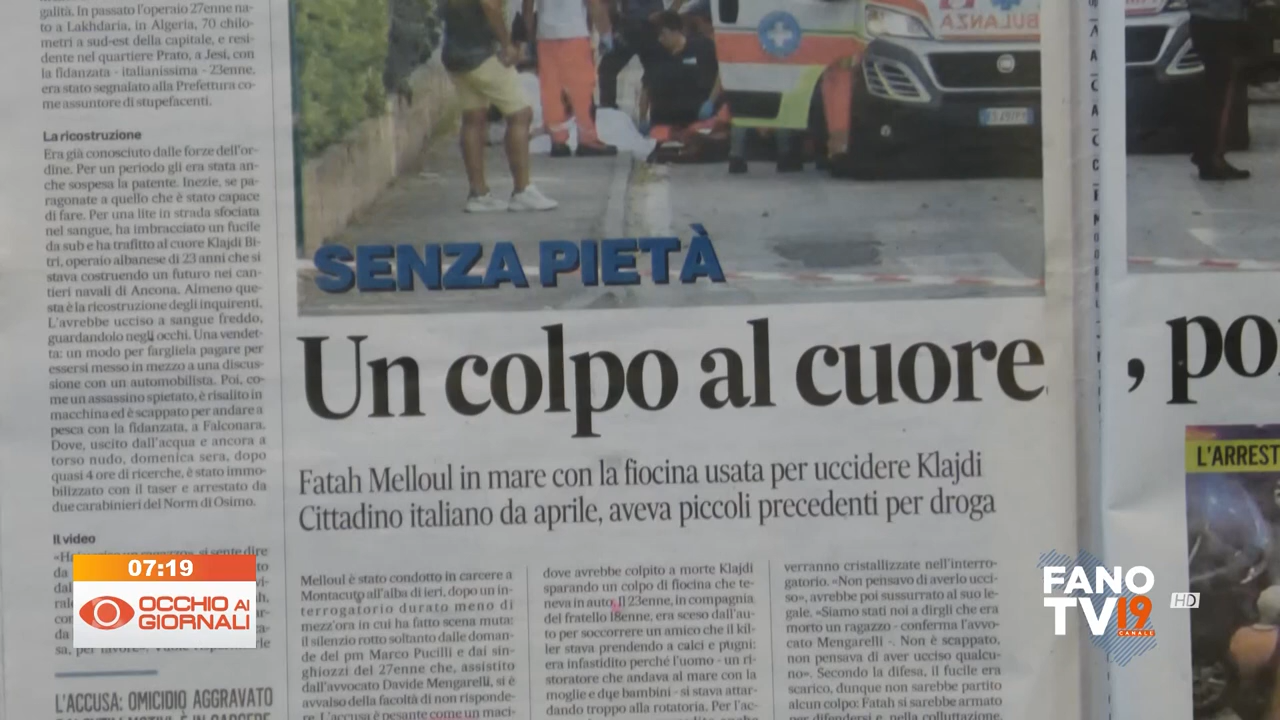 galità. In passato l'operaio 27enne na-
to a Lakhdaria, in Algeria, 70 chilo-
metri a sud-est della capitale, e resi-
dente nel quartiere Prato, a Jesi, con
la fidanzata - italianissima - 23enne,
era stato segnalato alla Prefettura co-
me assuntore di stupefacenti.
La ricostruzione
Era già conosciuto dalle forze dell'or-
dine. Per un periodo gli era stata an-
che sospesa la patente. Inezie, se pa-
ragonate a quello che è stato capace
di fare. Per una lite in strada sfociata
nel sangue, ha imbracciato un fucile
da sub e ha trafitto al cuore Klajdi Bi-
tri, operaio albanese di 23 anni che si
stava costruendo un futuro nei can-
tieri navali di Ancona. Almeno que-
sta è la ricostruzione degli inquirenti.
L'avrebbe ucciso a sangue freddo,
guardandolo negli occhi. Una vendet-
ta: un modo per fargliela pagare per
essersi messo in mezzo a una discus-
sione con un automobilista. Poi, co-
me un assassino spietato, è risalito in
macchina ed è scappato per andare a
pesca con la fidanzata, a Falconara.
Dove, uscito dall'acqua e ancora a
torso nudo, domenica sera, dopo
quasi 4 ore di ricerche, è stato immo-
bilizzato con il taser e arrestato da
due carabinieri del Norm di Osimo.
Il video
si sente dire
da
L'ACCUSA: OMICIDIO AGGRAVATO
BULANZA
SENZA PIETÀ
Un colpo al cuore
, po
Fatah Melloul in mare con la fiocina usata per uccidere Klajdi
Cittadino italiano da aprile, aveva piccoli precedenti per droga
Melloul è stato condotto in carcere a
Montacuto all'alba di ieri, dopo un in-
terrogatorio durato meno di
mezz'ora in cui ha fatto scena muta:
il silenzio rotto soltanto dalle doman-
de del pm Marco Pucilli e dai sin-
ghiozzi del 27enne che, assistito
dall'avvocato Davide Mengarelli, si è
avvalso della facoltà di non risponde-
re. L'accusa è pesante come un maci-
dove avrebbe colpito a morte Klajdi
sparando un colpo di fiocina che te-
neva in auto. Il 23enne, in compagnia
del fratello 18enne, era sceso dall'au-
to per soccorrere un amico che il kil-
ler stava prendendo a calci e pugni:
era infastidito perché l'uomo - un ri-
storatore che andava al mare con la
moglie e due bambini - si stava attar-
dando troppo alla rotatoria. Per l'ac-
verranno cristallizzate nell'interro-
gatorio. «Non pensavo di averlo ucci-
so», avrebbe poi sussurrato al suo le-
gale. «Siamo stati noi a dirgli che era
morto un ragazzo - conferma l'avvo-
cato Mengarelli -. Non è scappato,
non pensava di aver ucciso qualcu-
no». Secondo la difesa, il fucile era
scarico, dunque non sarebbe partito
alcun colpo: Fatah si sarebbe armato
per difendersi e, nella colluttazione,
L'ARREST
07:19
OCCHIO AI
GIORNALI
FANO
TV19
CANALE
HD